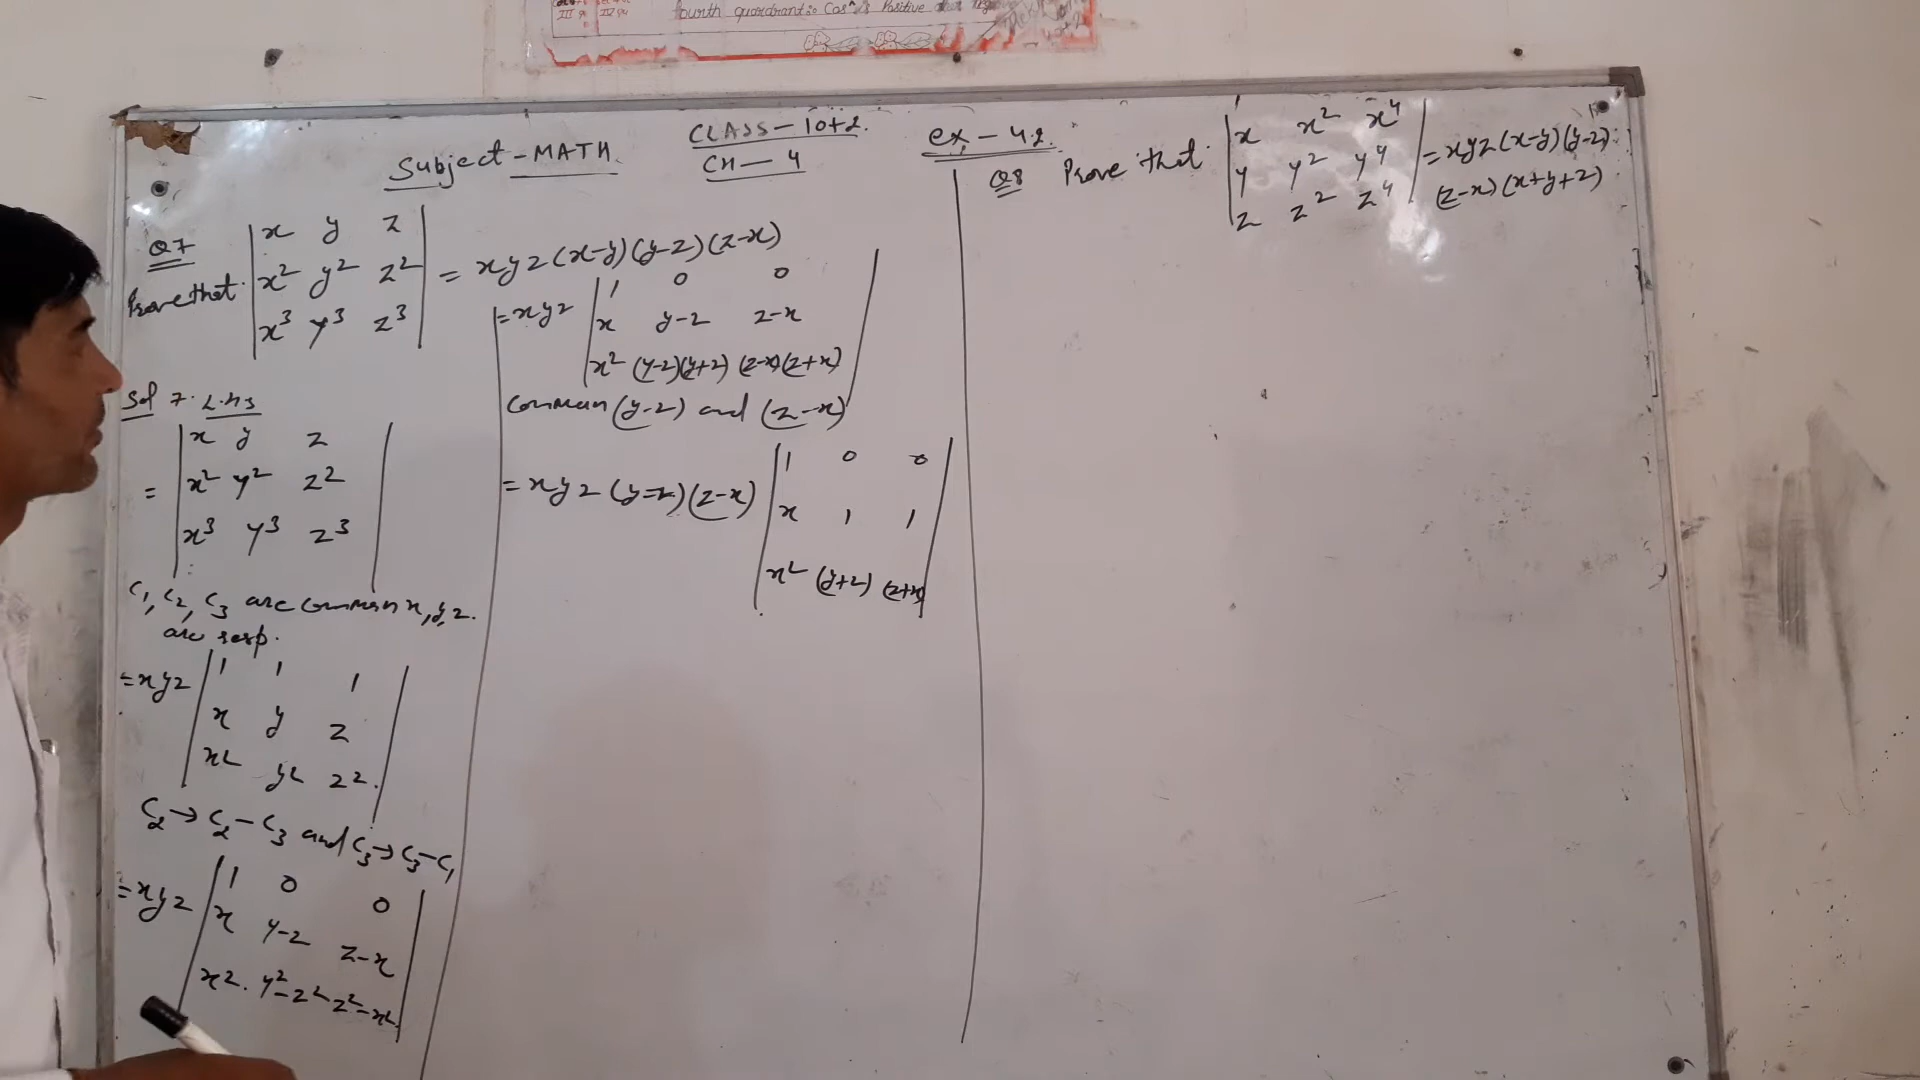 III
IV
fourth quadrant: Cos is Positive
Subject - MATH.
CLASS - 10+2.
CH - 4
ex - 4.2.
Q7
Prove that
x y z
x² y² z²
x³ y³ z³
= xyz (x-y)(y-z)(z-x)
Sol 7. L.H.S
x y z
= x² y² z²
x³ y³ z³
C₁, C₂, C₃ are common x, y, z.
are resp.
= xyz
1 1 1
x y z
x² y² z².
C₂ → C₂ - C₃ and C₃ → C₃ - C₁
= xyz
1 0 0
x y-z z-x
x². y²-z² z²-x²
= xyz
1 0 0
x y-z z-x
x² (y-z)(y+z) (z-x)(z+x)
common (y-z) and (z-x)
= xyz (y-z)(z-x)
1 0 0
x 1 1
x² (y+z) (z+x)
Q8 Prove that
x x² x⁴
y y² y⁴
z z² z⁴
= xyz (x-y)(y-z)
(z-x)(x+y+z)